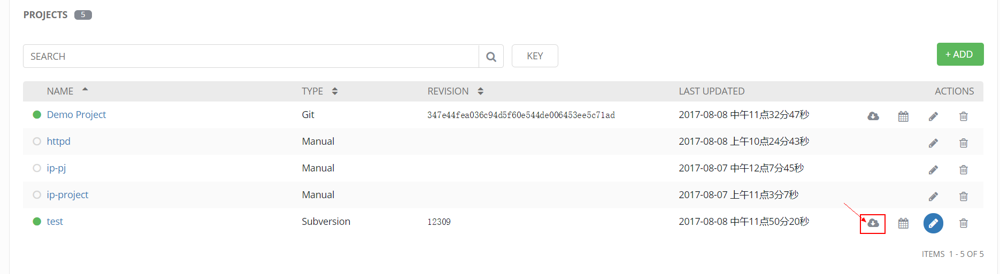 PROJECTS 5
SEARCH KEY + ADD
NAME TYPE REVISION LAST UPDATED ACTIONS
Demo Project Git 347e44fea036c94d5f60e544de006453ee5c71ad 2017-08-08 中午11点32分47秒
httpd Manual 2017-08-08 上午10点24分43秒
ip-pj Manual 2017-08-07 中午12点7分45秒
ip-project Manual 2017-08-07 上午11点3分7秒
test Subversion 12309 2017-08-08 中午11点50分20秒
ITEMS 1 - 5 OF 5